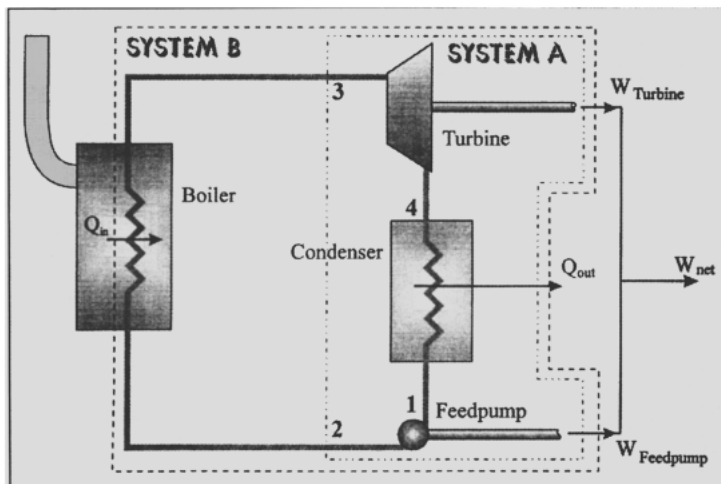 SYSTEM B
SYSTEM A
3
W Turbine
Turbine
Boiler
Q in
4
Condenser
Q out
W net
1
Feedpump
2
W Feedpump